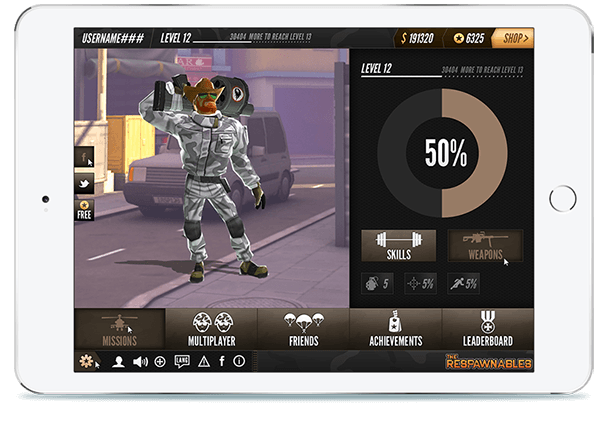 USERNAME###
LEVEL 12
30404 MORE TO REACH LEVEL 13
$ 191320
6325
SHOP >
LEVEL 12
30404 MORE TO REACH LEVEL 13
50%
f
FREE
SKILLS
WEAPONS
5
5%
5%
MISSIONS
MULTIPLAYER
FRIENDS
ACHIEVEMENTS
LEADERBOARD
LANG
f
i
THE
RESPAWNABLES